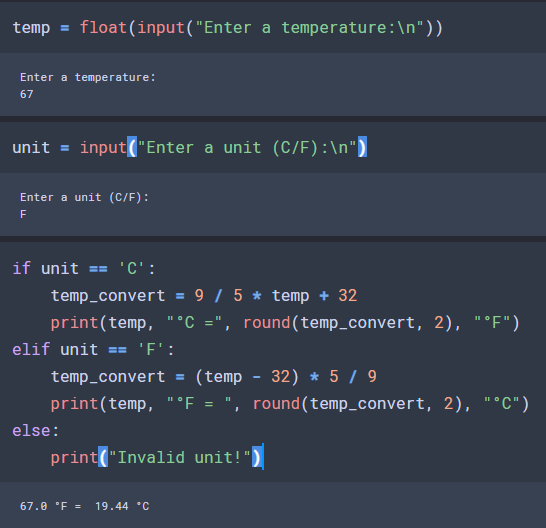 temp = float(input("Enter a temperature:\n"))
Enter a temperature:
67
unit = input("Enter a unit (C/F):\n")
Enter a unit (C/F):
F
if unit == 'C':
    temp_convert = 9 / 5 * temp + 32
    print(temp, "°C =", round(temp_convert, 2), "°F")
elif unit == 'F':
    temp_convert = (temp - 32) * 5 / 9
    print(temp, "°F = ", round(temp_convert, 2), "°C")
else:
    print("Invalid unit!")
67.0 °F =  19.44 °C